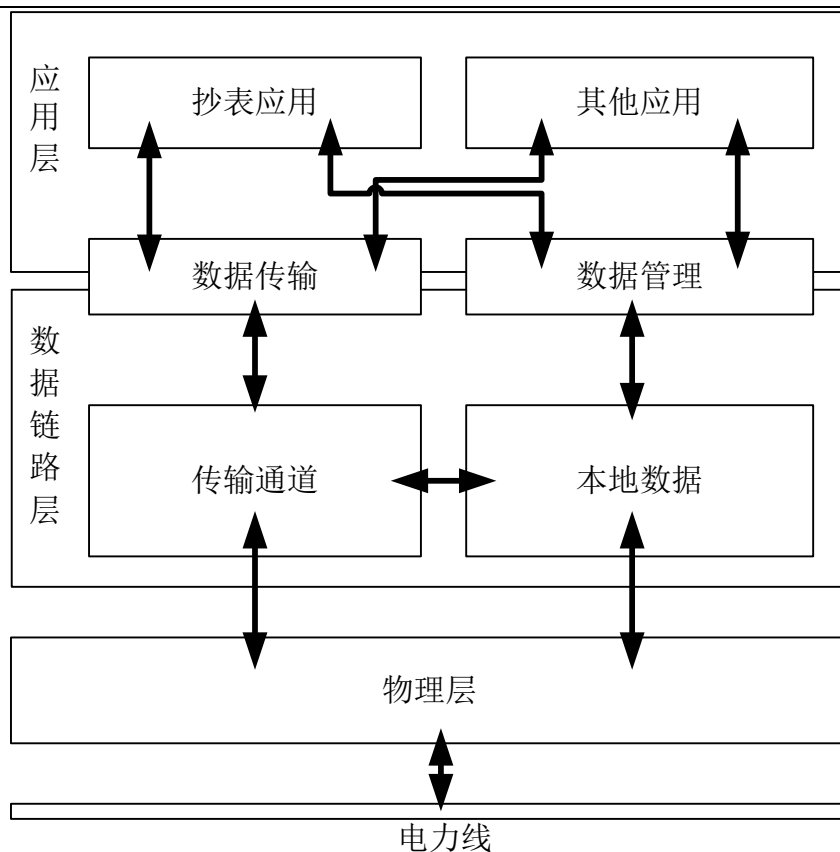 应用层
抄表应用
其他应用
数据传输
数据管理
数据链路层
传输通道
本地数据
物理层
电力线